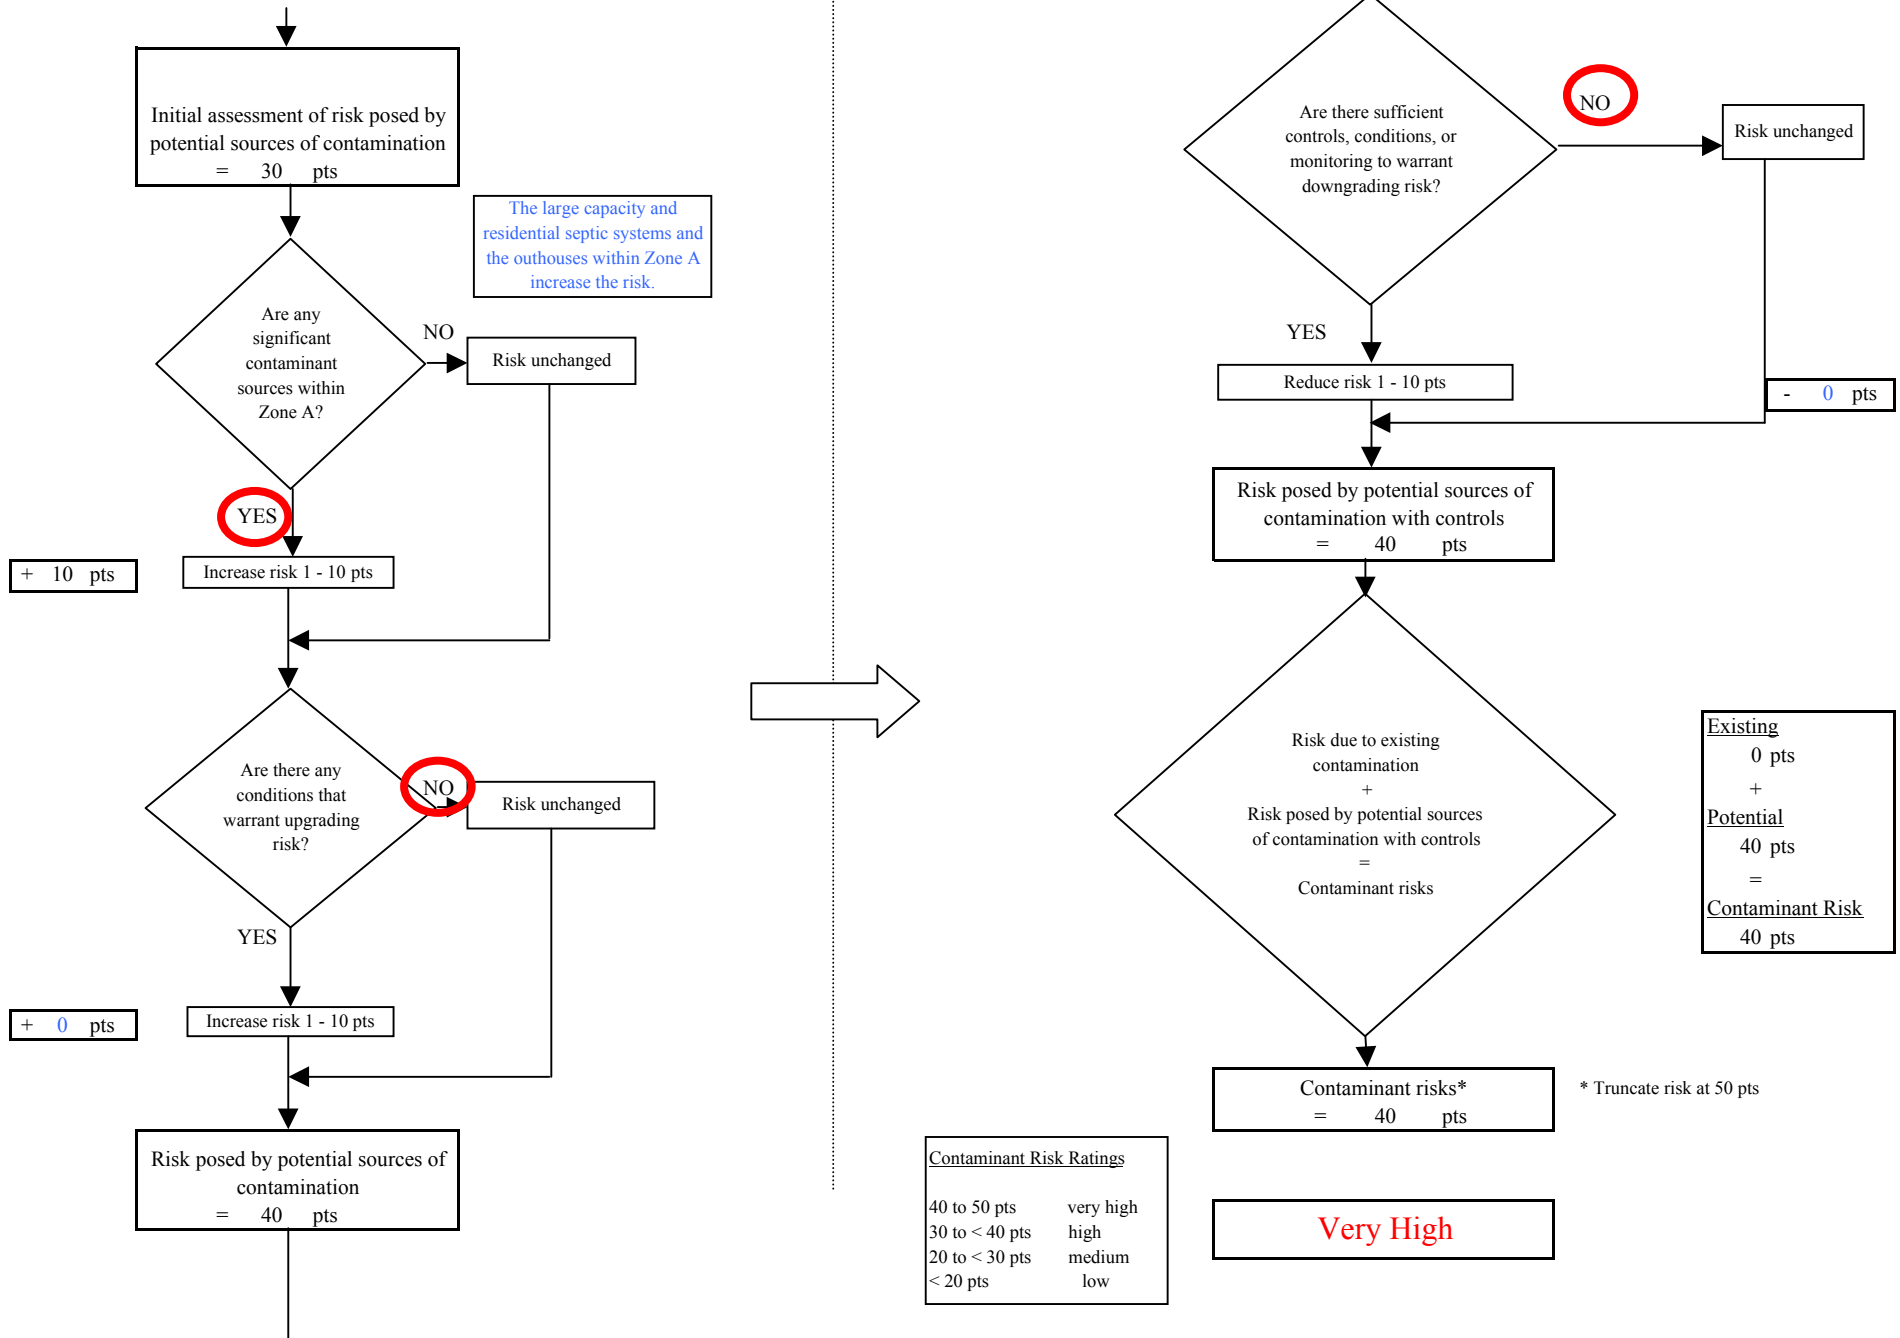 Initial assessment of risk posed by
potential sources of contamination
= 30 pts
The large capacity and
residential septic systems and
the outhouses within Zone A
increase the risk.
Are any
significant
contaminant
sources within
Zone A?
NO
Risk unchanged
YES
+ 10 pts
Increase risk 1 - 10 pts
Are there any
conditions that
warrant upgrading
risk?
NO
Risk unchanged
YES
+ 0 pts
Increase risk 1 - 10 pts
Risk posed by potential sources of
contamination
= 40 pts
Are there sufficient
controls, conditions, or
monitoring to warrant
downgrading risk?
NO
Risk unchanged
YES
Reduce risk 1 - 10 pts
- 0 pts
Risk posed by potential sources of
contamination with controls
= 40 pts
Risk due to existing
contamination
+
Risk posed by potential sources
of contamination with controls
=
Contaminant risks
Existing
0 pts
+
Potential
40 pts
=
Contaminant Risk
40 pts
Contaminant risks*
= 40 pts
* Truncate risk at 50 pts
Contaminant Risk Ratings
40 to 50 pts very high
30 to < 40 pts high
20 to < 30 pts medium
< 20 pts low
Very High